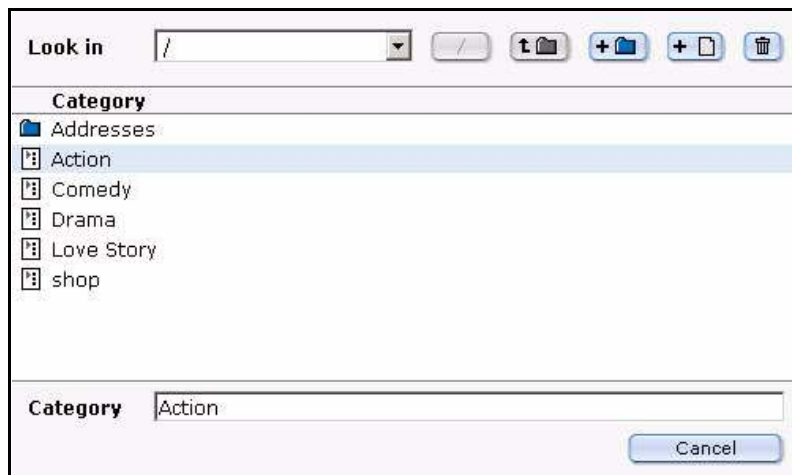 Look in / /
Category
Addresses
Action
Comedy
Drama
Love Story
shop
Category Action
Cancel